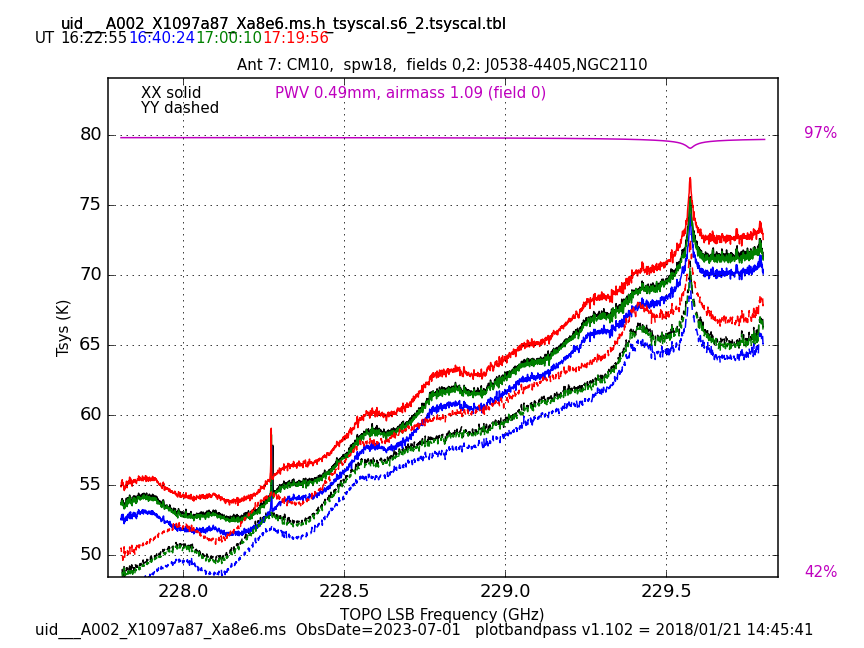 uid___A002_X1097a87_Xa8e6.ms.h_tsyscal.s6_2.tsyscal.tbl
UT 16:22:55 16:40:24 17:00:10 17:19:56
Ant 7: CM10, spw18, fields 0,2: J0538-4405,NGC2110
XX solid
PWV 0.49mm, airmass 1.09 (field 0)
YY dashed
97%
80
75
70
65
60
55
50
Tsys (K)
42%
228.0 228.5 229.0 229.5
TOPO LSB Frequency (GHz)
uid___A002_X1097a87_Xa8e6.ms ObsDate=2023-07-01 plotbandpass v1.102 = 2018/01/21 14:45:41